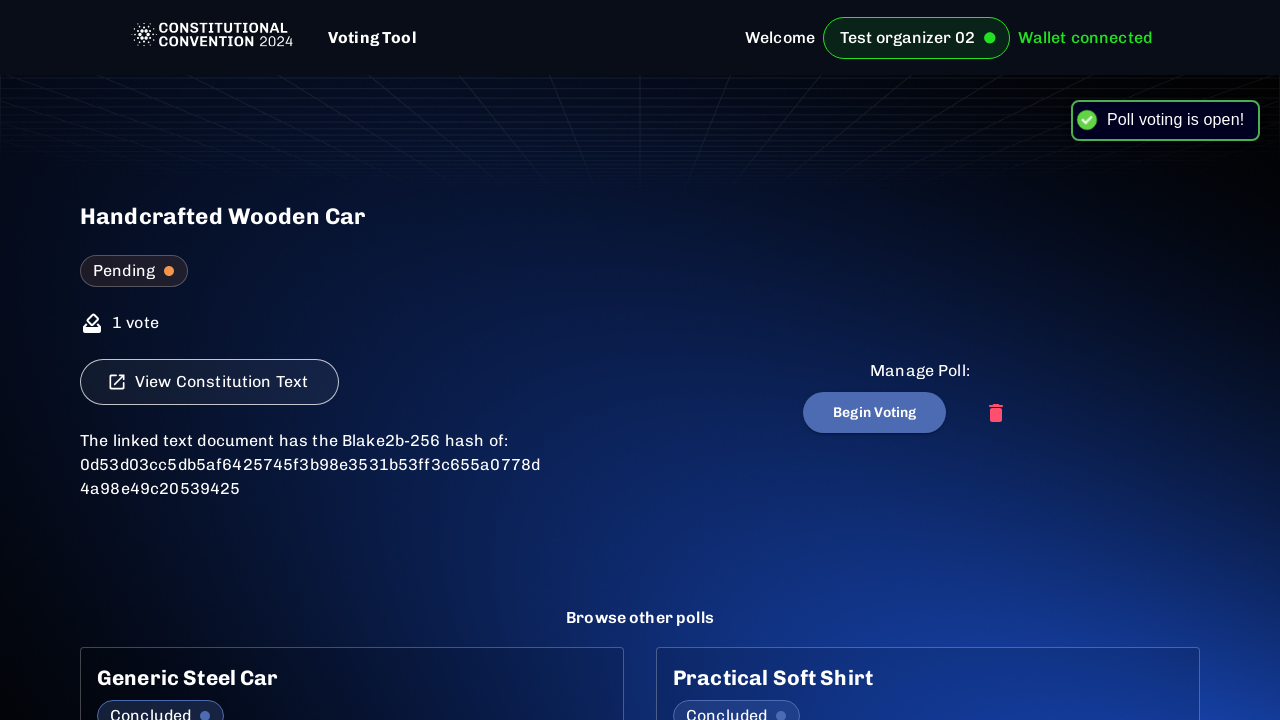 CONSTITUTIONAL
CONVENTION 2024
Voting Tool
Welcome
Test organizer 02
Wallet connected
Poll voting is open!
Handcrafted Wooden Car
Pending
1 vote
View Constitution Text
Manage Poll:
Begin Voting
The linked text document has the Blake2b-256 hash of:
0d53d03cc5db5af6425745f3b98e3531b53ff3c655a0778d
4a98e49c20539425
Browse other polls
Generic Steel Car
Concluded
Practical Soft Shirt
Concluded